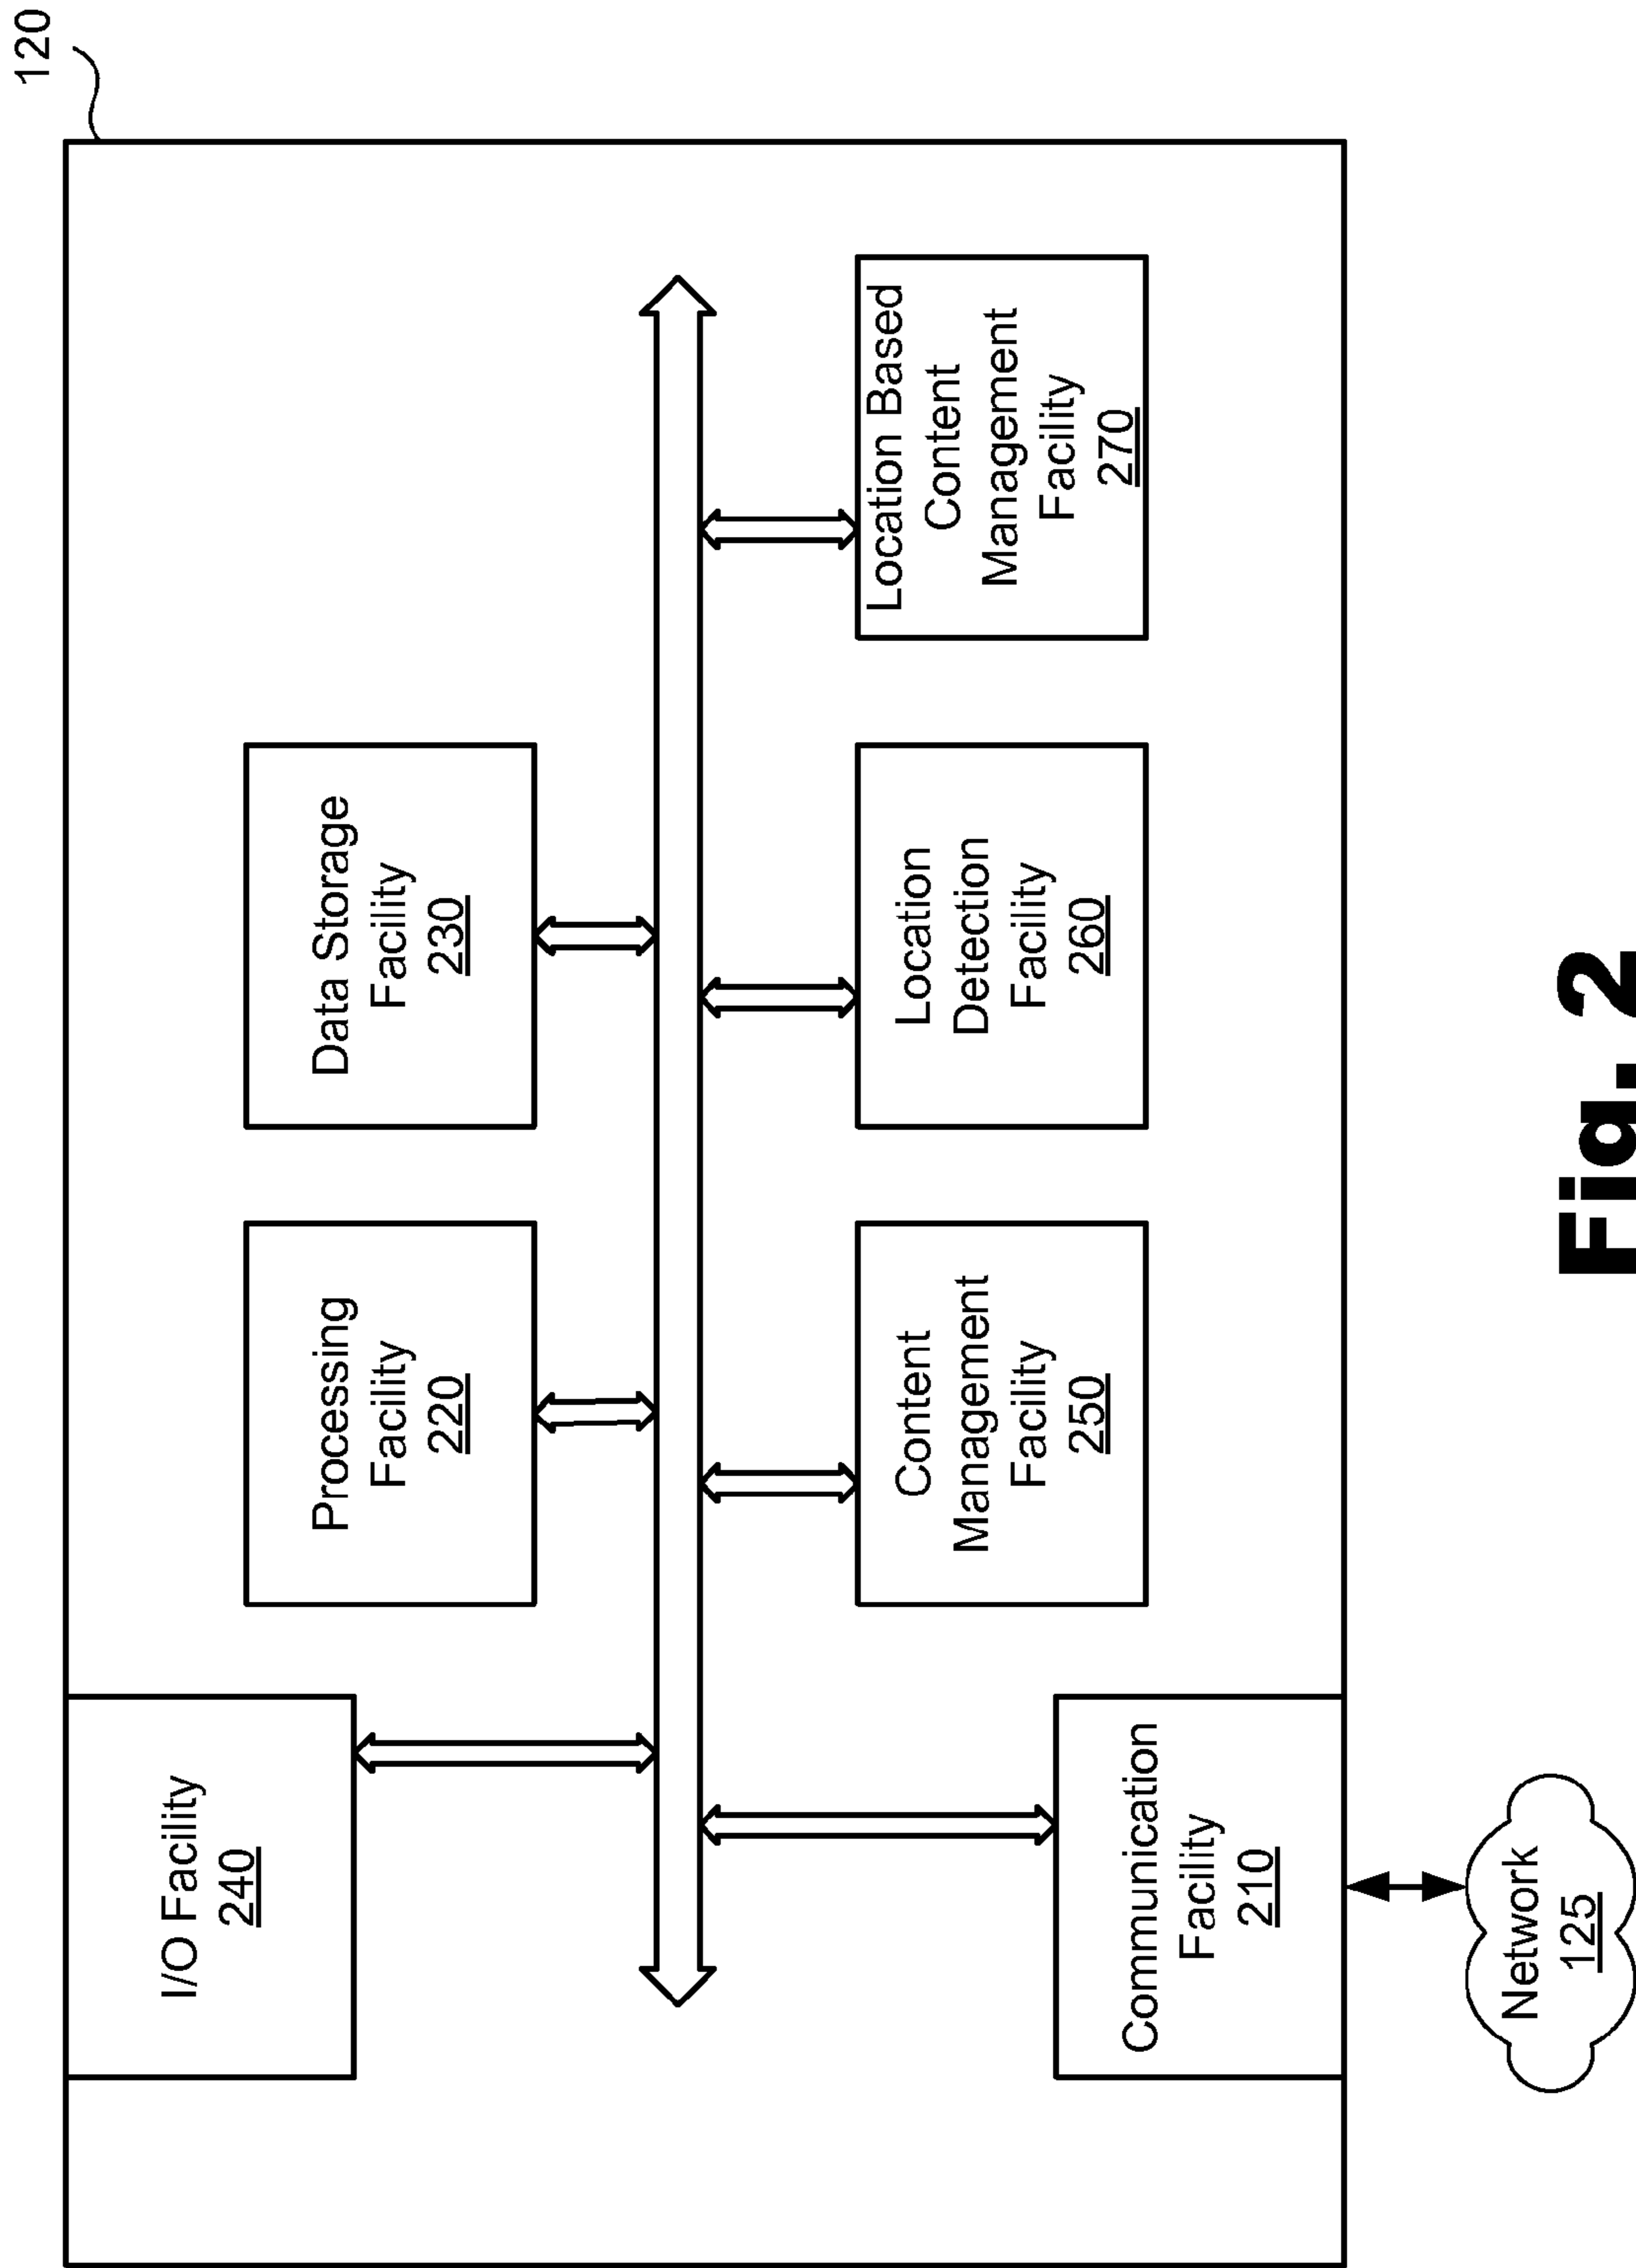 120
I/O Facility
240
Processing
Facility
220
Data Storage
Facility
230
Communication
Facility
210
Content
Management
Facility
250
Location
Detection
Facility
260
Location Based
Content
Management
Facility
270
Network
125
Fig. 2